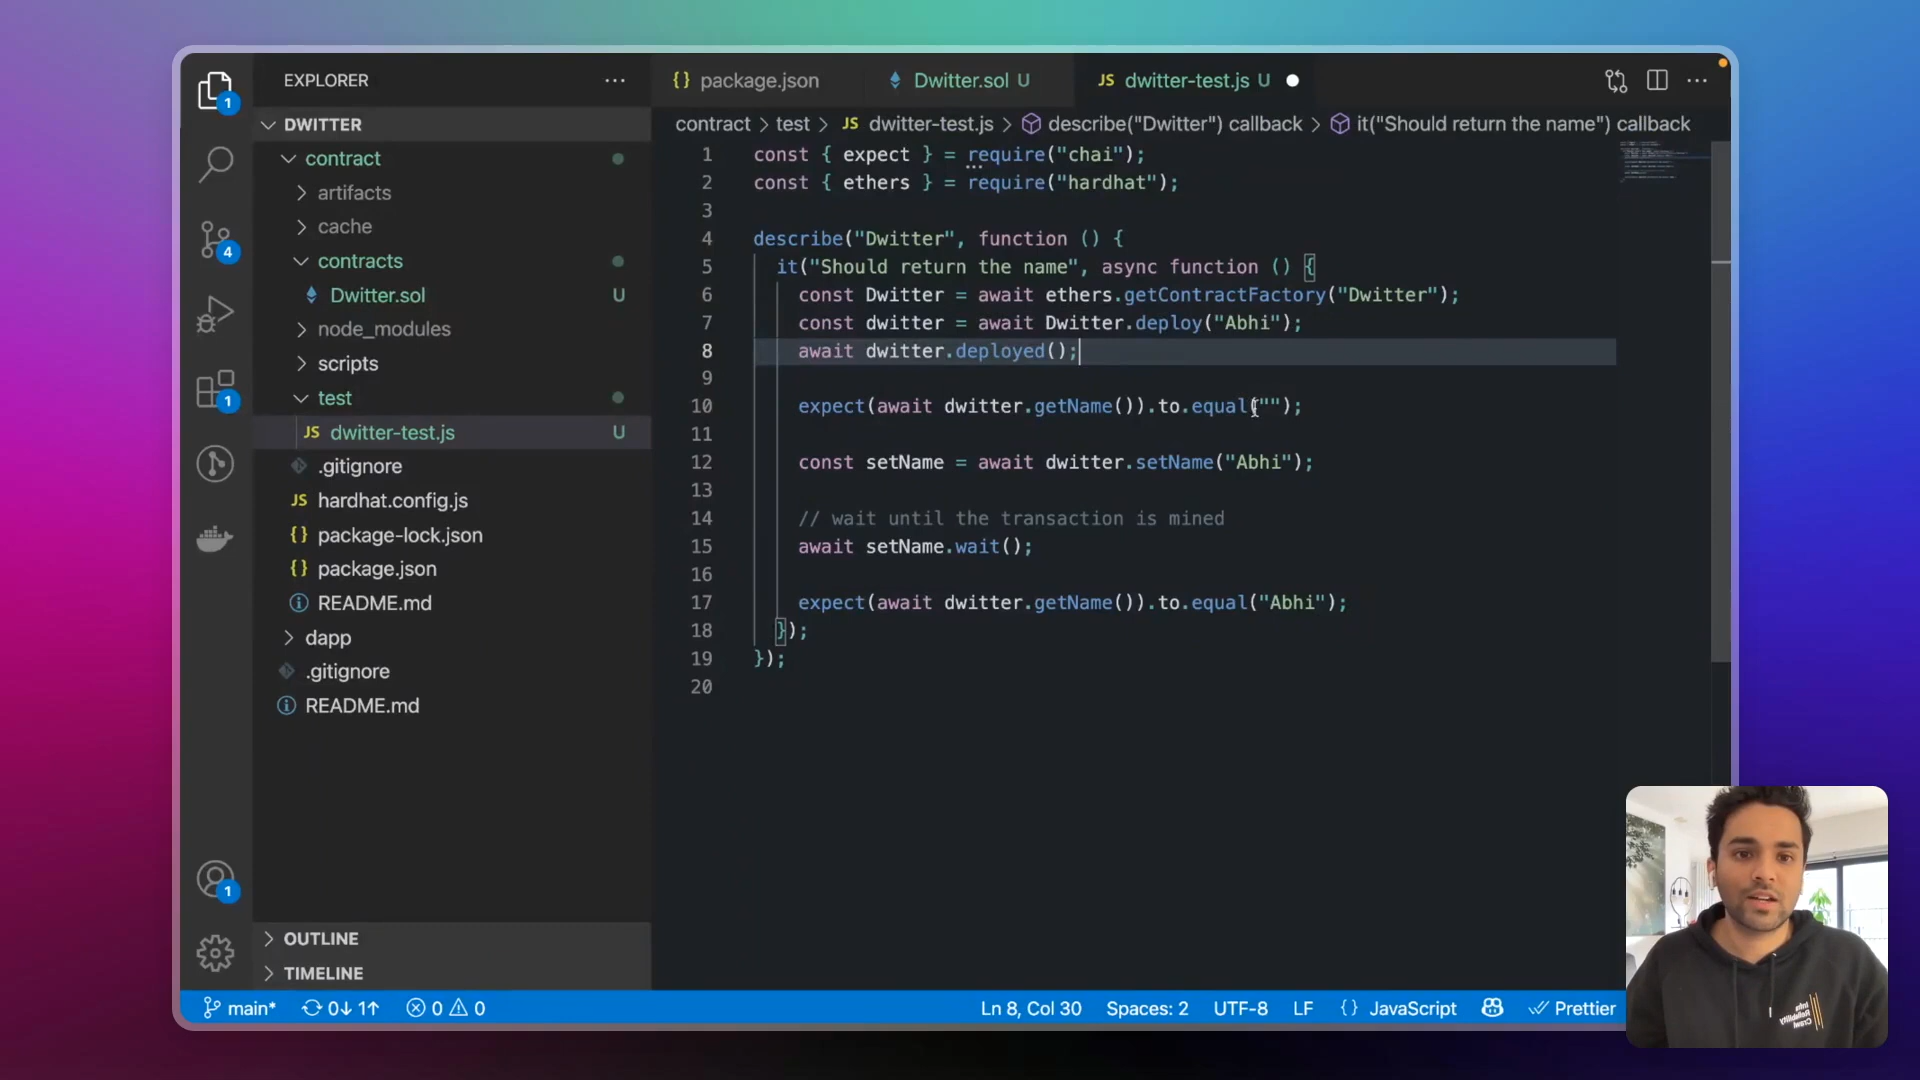 EXPLORER
package.json
Dwitter.sol U
JS dwitter-test.js U
DWITTER
contract > test > JS dwitter-test.js > describe("Dwitter") callback > it("Should return the name") callback
contract
artifacts
cache
contracts
Dwitter.sol U
node_modules
scripts
test
JS dwitter-test.js U
.gitignore
JS hardhat.config.js
{} package-lock.json
{} package.json
README.md
dapp
.gitignore
README.md
OUTLINE
TIMELINE
1
4
1
1
1 const { expect } = require("chai");
2 const { ethers } = require("hardhat");
3
4 describe("Dwitter", function () {
5 it("Should return the name", async function () {
6 const Dwitter = await ethers.getContractFactory("Dwitter");
7 const dwitter = await Dwitter.deploy("Abhi");
8 await dwitter.deployed();
9
10 expect(await dwitter.getName()).to.equal("");
11
12 const setName = await dwitter.setName("Abhi");
13
14 // wait until the transaction is mined
15 await setName.wait();
16
17 expect(await dwitter.getName()).to.equal("Abhi");
18 });
19 });
20
main* 0↓ 1↑ 0 0
Ln 8, Col 30 Spaces: 2 UTF-8 LF {} JavaScript Prettier